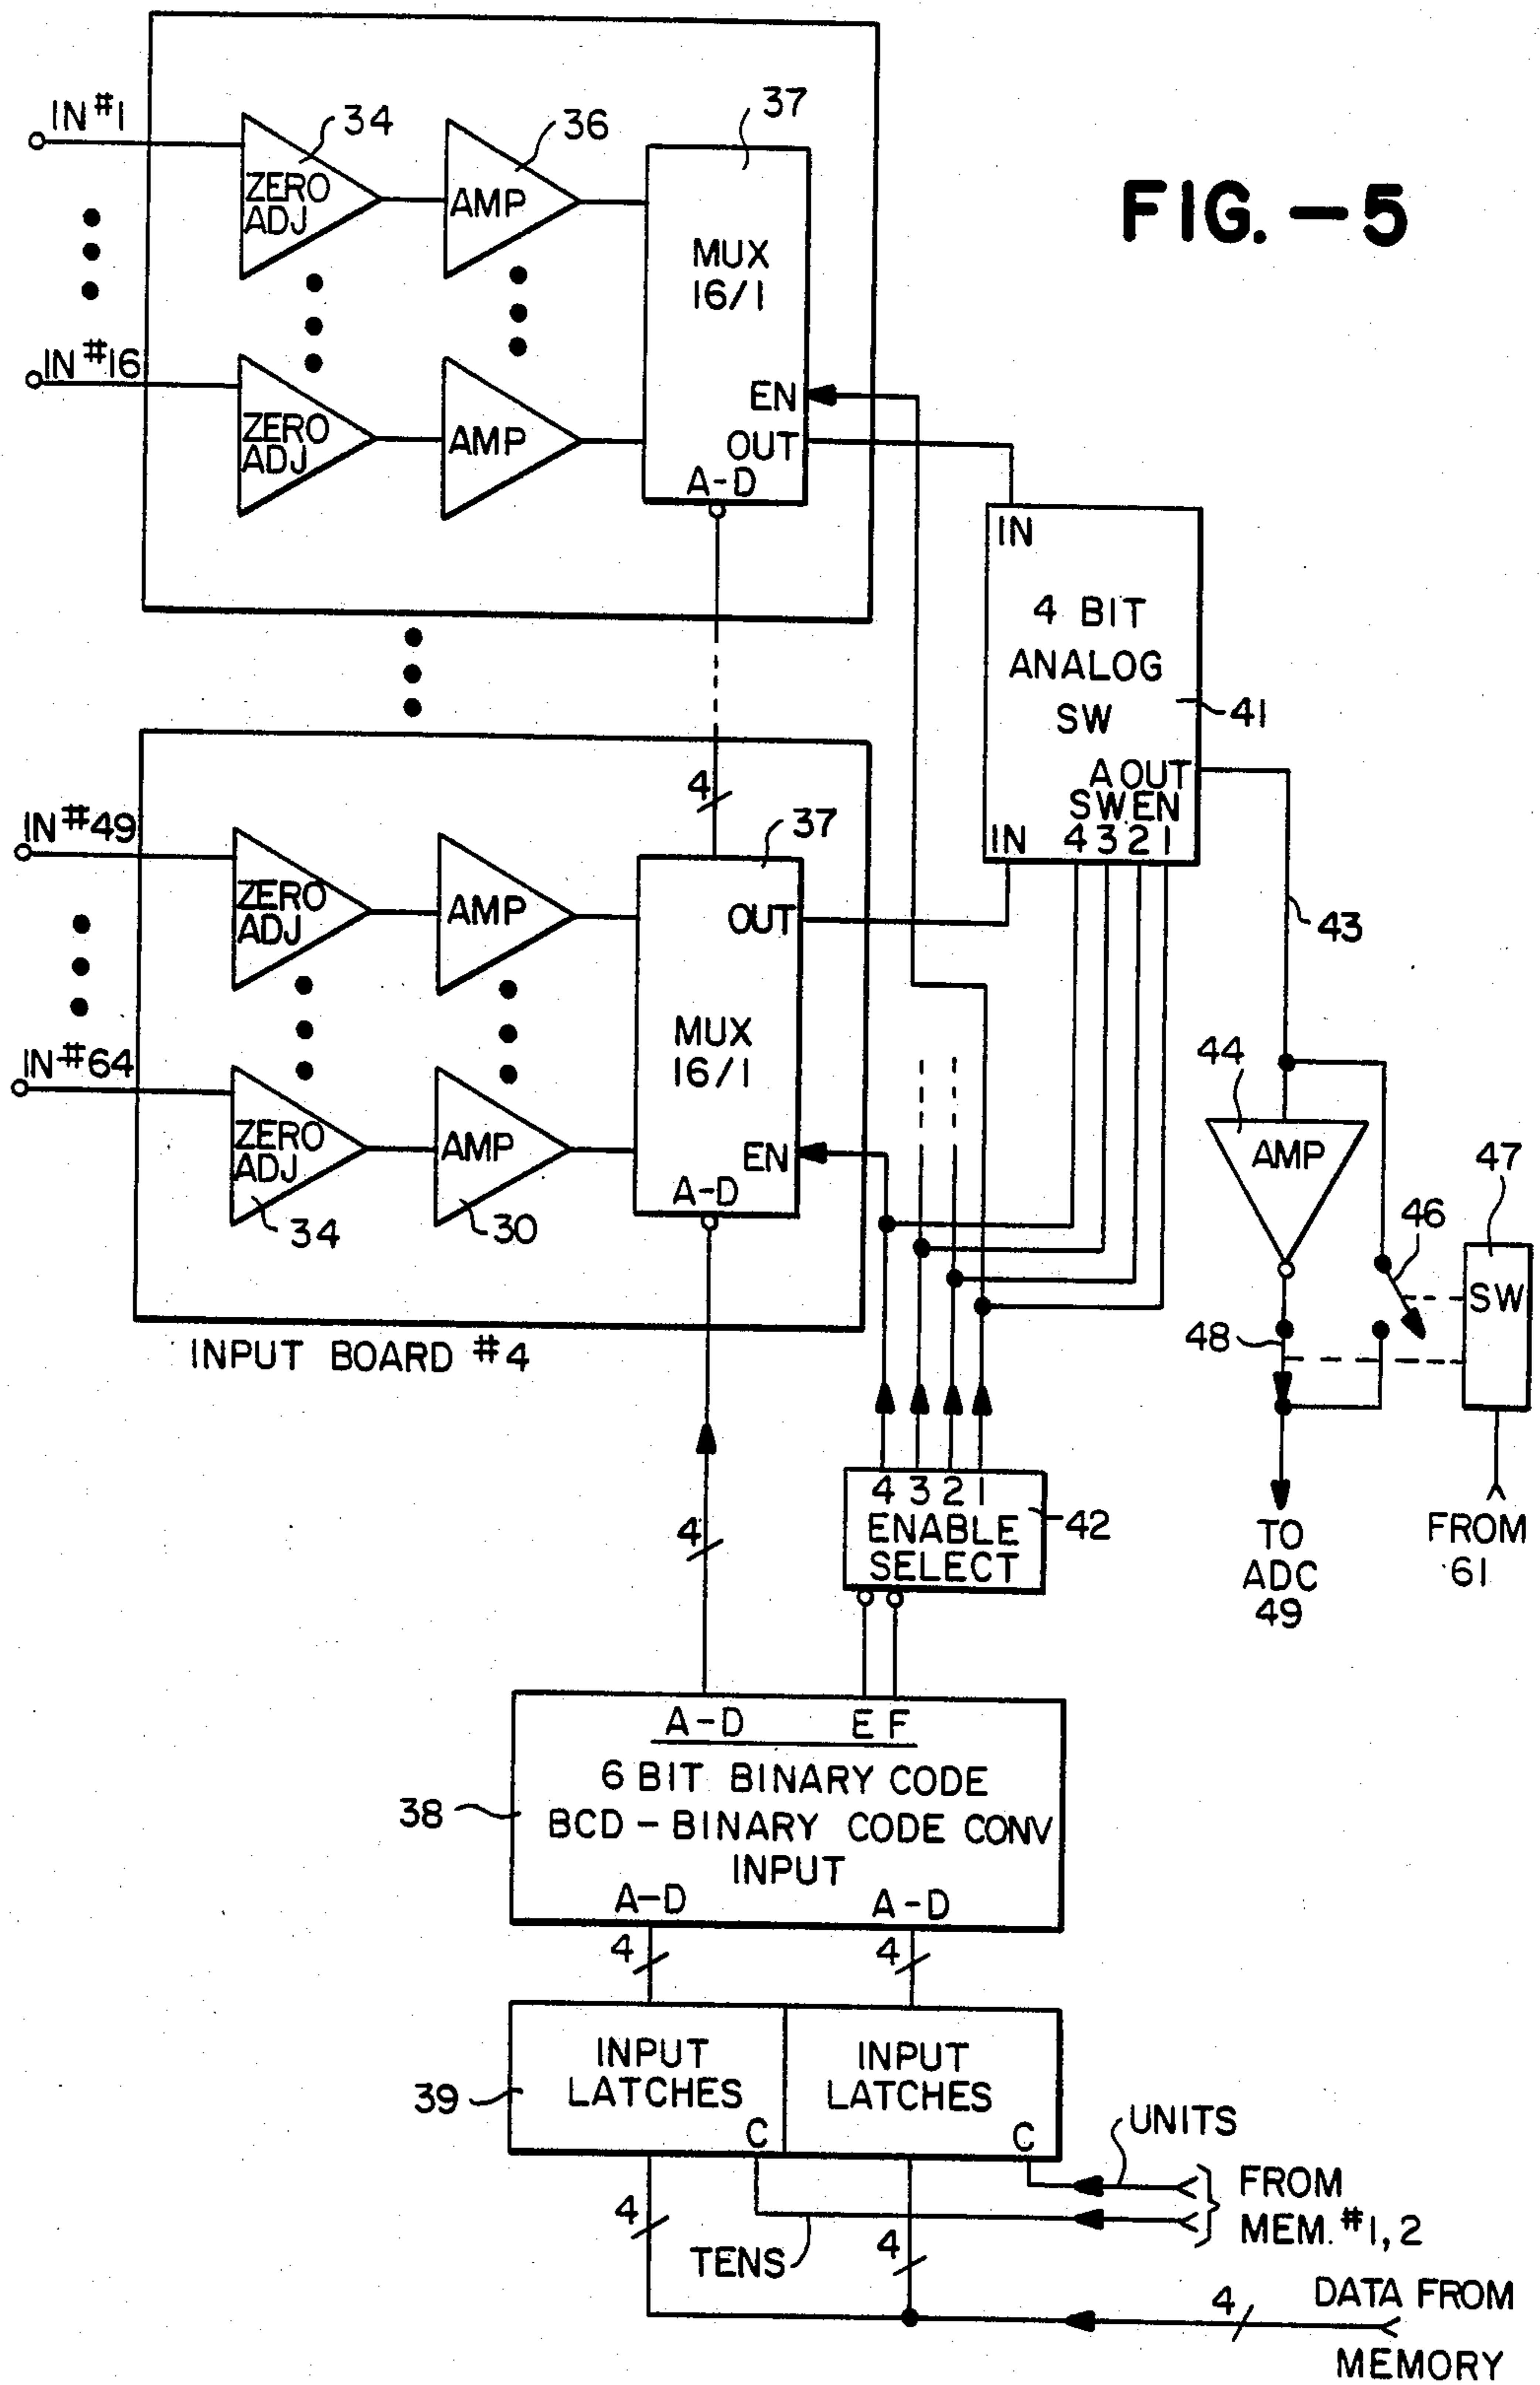 FIG. - 5
IN #1
34
36
37
ZERO
ADJ
AMP
MUX
16/1
IN #16
ZERO
ADJ
AMP
EN
OUT
A-D
IN
4 BIT
ANALOG
SW
41
A OUT
SWEN
IN 4 3 2 1
4
IN #49
37
ZERO
ADJ
AMP
OUT
43
MUX
16/1
IN #64
44
AMP
ZERO
ADJ
AMP
EN
A-D
34
30
47
46
SW
48
INPUT BOARD #4
4 3 2 1
ENABLE
SELECT
42
4
TO
ADC
49
FROM
61
A-D E F
6 BIT BINARY CODE
BCD - BINARY CODE CONV
INPUT
A-D A-D
38
4 4
INPUT
LATCHES
INPUT
LATCHES
39
C C
UNITS
FROM
MEM. #1, 2
TENS
4 4
4
DATA FROM
MEMORY